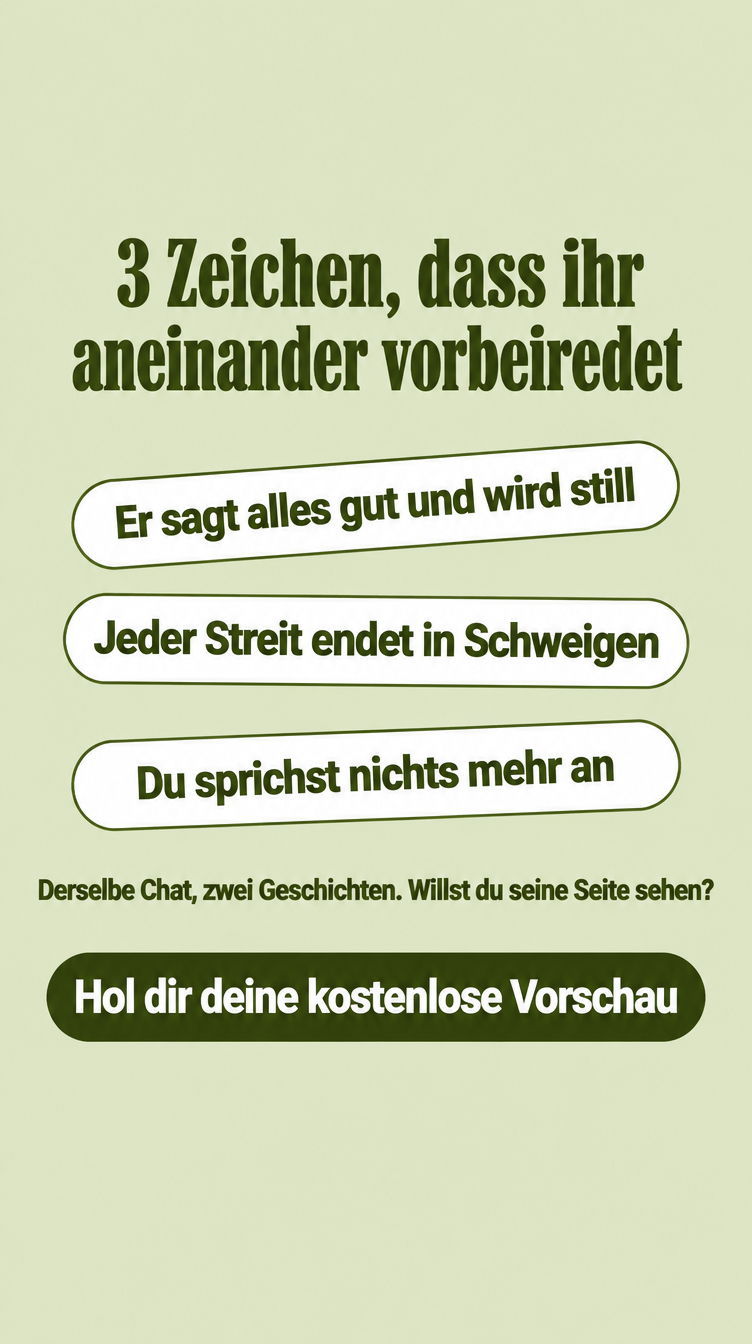 3 Zeichen, dass ihr
aneinander vorbeiredet
Er sagt alles gut und wird still
Jeder Streit endet in Schweigen
Du sprichst nichts mehr an
Derselbe Chat, zwei Geschichten. Willst du seine Seite sehen?
Hol dir deine kostenlose Vorschau